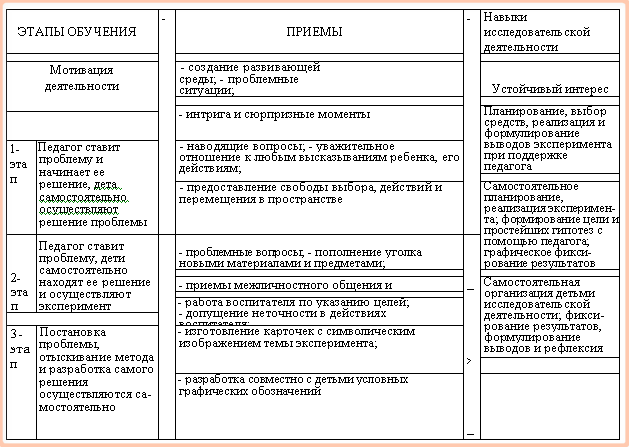 ЭТАПЫ ОБУЧЕНИЯ
-
ПРИЕМЫ
-
Навыки
исследовательской
деятельности
Мотивация
деятельности
- создание развивающей
среды; - проблемные
ситуации;
Устойчивый интерес
- интрига и сюрпризные моменты
Планирование, выбор
средств, реализация и
формулирование
выводов эксперимента
при поддержке
педагога
1-
эта
п
Педагог ставит
проблему и
начинает ее
решение, дета
самостоятельно
осуществляют
решение проблемы
- наводящие вопросы; - уважительное
отношение к любым высказываниям ребенка, его
действиям;
- предоставление свободы выбора, действий и
перемещения в пространстве
Самостоятельное
планирование,
реализация эксперимен-
та; формирование цели и
простейших гипотез с
помощью педагога;
графическое фикси-
рование результатов
2-
эта
п
Педагог ставит
проблему, дети
самостоятельно
находят ее решение
и осуществляют
эксперимент
- проблемные вопросы; - пополнение уголка
новыми материалами и предметами;
- приемы межличностного общения и
- работа воспитателя по указанию целей;
- допущение неточности в действиях
воспитателя;
–
Самостоятельная
организация детьми
исследовательской
деятельности; фикси-
рование результатов,
формулирование
выводов и рефлексия
3-
эта
п
Постановка
проблемы,
отыскивание метода
и разработка самого
решения
осуществляются са-
мостоятельно
- изготовление карточек с символическим
изображением темы эксперимента;
>
- разработка совместно с детьми условных
графических обозначений
–